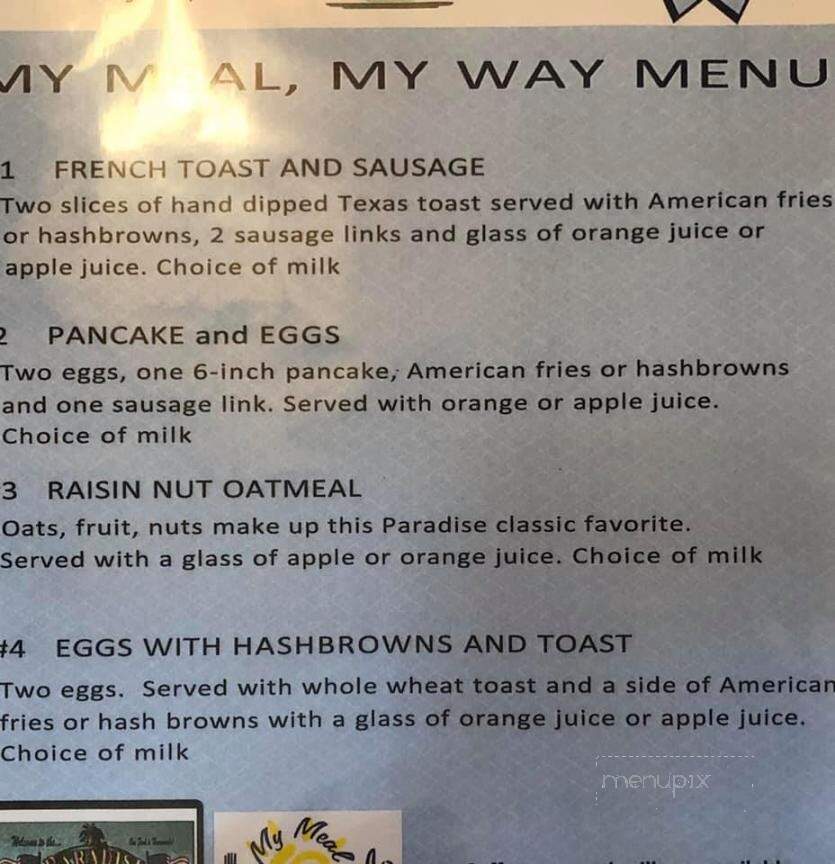 MY MEAL, MY WAY MENU
1 FRENCH TOAST AND SAUSAGE
Two slices of hand dipped Texas toast served with American fries
or hashbrowns, 2 sausage links and glass of orange juice or
apple juice. Choice of milk
2 PANCAKE and EGGS
Two eggs, one 6-inch pancake, American fries or hashbrowns
and one sausage link. Served with orange or apple juice.
Choice of milk
#3 RAISIN NUT OATMEAL
Oats, fruit, nuts make up this Paradise classic favorite.
Served with a glass of apple or orange juice. Choice of milk
#4 EGGS WITH HASHBROWNS AND TOAST
Two eggs. Served with whole wheat toast and a side of American
fries or hash browns with a glass of orange juice or apple juice.
Choice of milk
menupix
Welcome to the...
PARADISE
My Meal